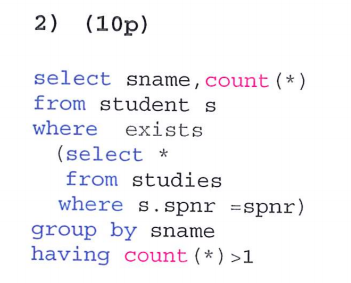 2) (10p)
select sname,count(*)
from student s
where exists
(select *
from studies
where s.spnr =spnr)
group by sname
having count(*)>1